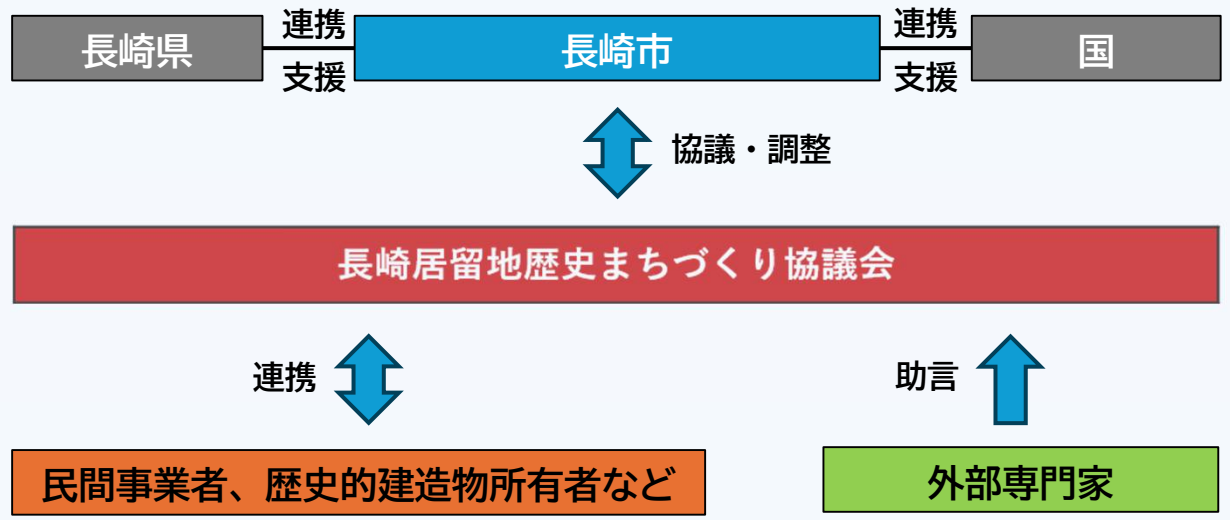 長崎県
連携
支援
長崎市
連携
支援
国
協議・調整
長崎居留地歴史まちづくり協議会
連携
助言
民間事業者、歴史的建造物所有者など
外部専門家